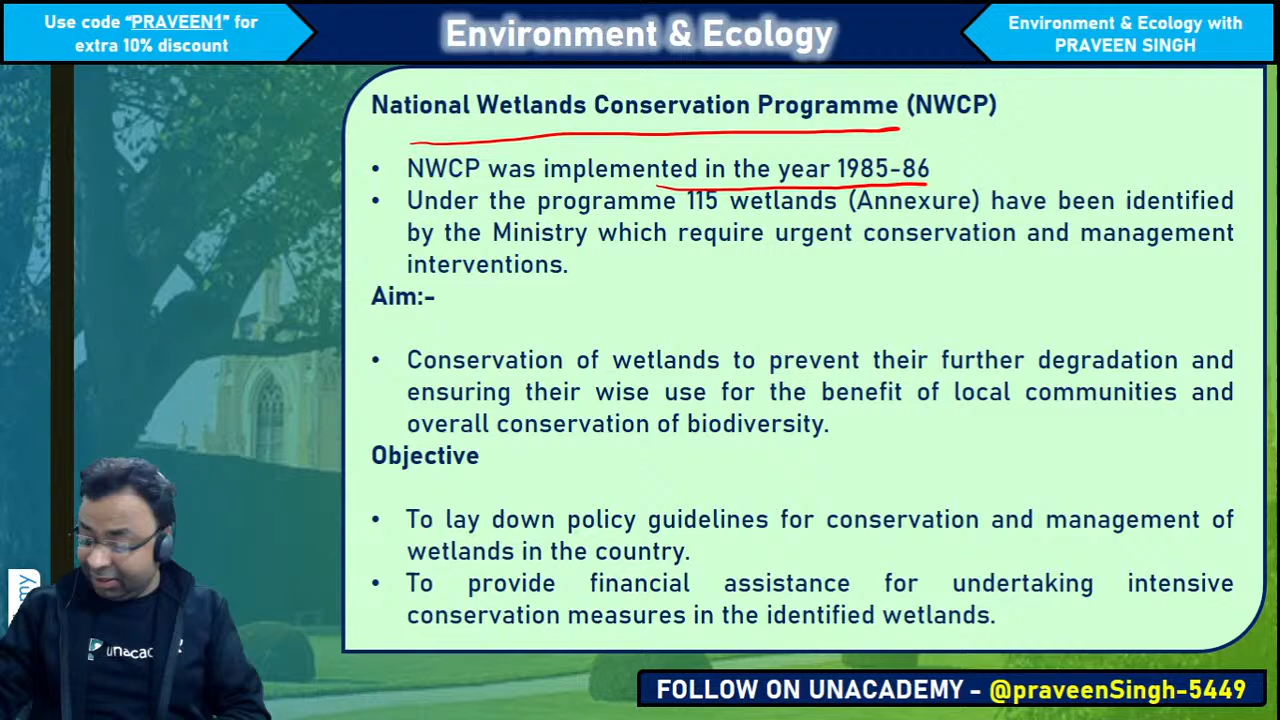 Use code “PRAVEEN1” for
extra 10% discount
Environment & Ecology
Environment & Ecology with
PRAVEEN SINGH
National Wetlands Conservation Programme (NWCP)
• NWCP was implemented in the year 1985-86
• Under the programme 115 wetlands (Annexure) have been identified
by the Ministry which require urgent conservation and management
interventions.
Aim:-
• Conservation of wetlands to prevent their further degradation and
ensuring their wise use for the benefit of local communities and
overall conservation of biodiversity.
Objective
• To lay down policy guidelines for conservation and management of
wetlands in the country.
• To provide financial assistance for undertaking intensive
conservation measures in the identified wetlands.
FOLLOW ON UNACADEMY - @praveenSingh-5449